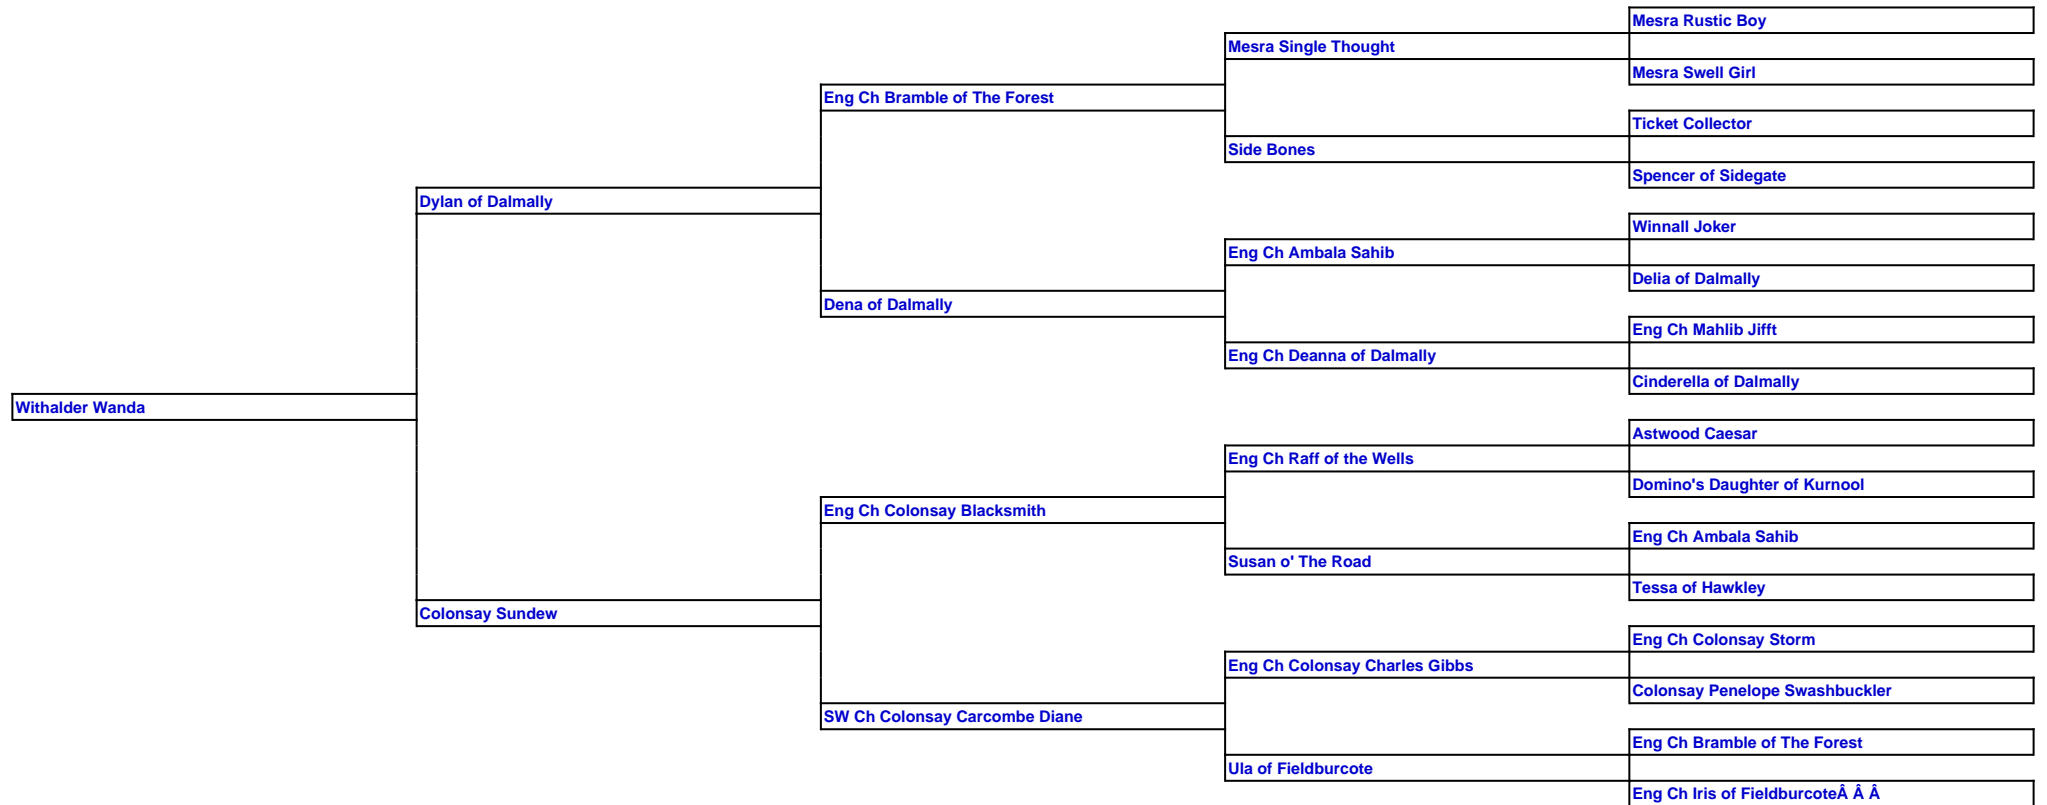 Mesra Rustic Boy
Mesra Single Thought
Mesra Swell Girl
Eng Ch Bramble of The Forest
Ticket Collector
Side Bones
Spencer of Sidegate
Dylan of Dalmally
Winnall Joker
Eng Ch Ambala Sahib
Delia of Dalmally
Dena of Dalmally
Eng Ch Mahlib Jifft
Eng Ch Deanna of Dalmally
Cinderella of Dalmally
Withalder Wanda
Astwood Caesar
Eng Ch Raff of the Wells
Domino's Daughter of Kurnool
Eng Ch Colonsay Blacksmith
Eng Ch Ambala Sahib
Susan o' The Road
Tessa of Hawkley
Colonsay Sundew
Eng Ch Colonsay Storm
Eng Ch Colonsay Charles Gibbs
Colonsay Penelope Swashbuckler
SW Ch Colonsay Carcombe Diane
Eng Ch Bramble of The Forest
Ula of Fieldburcote
Eng Ch Iris of FieldburcoteÂ Â Â